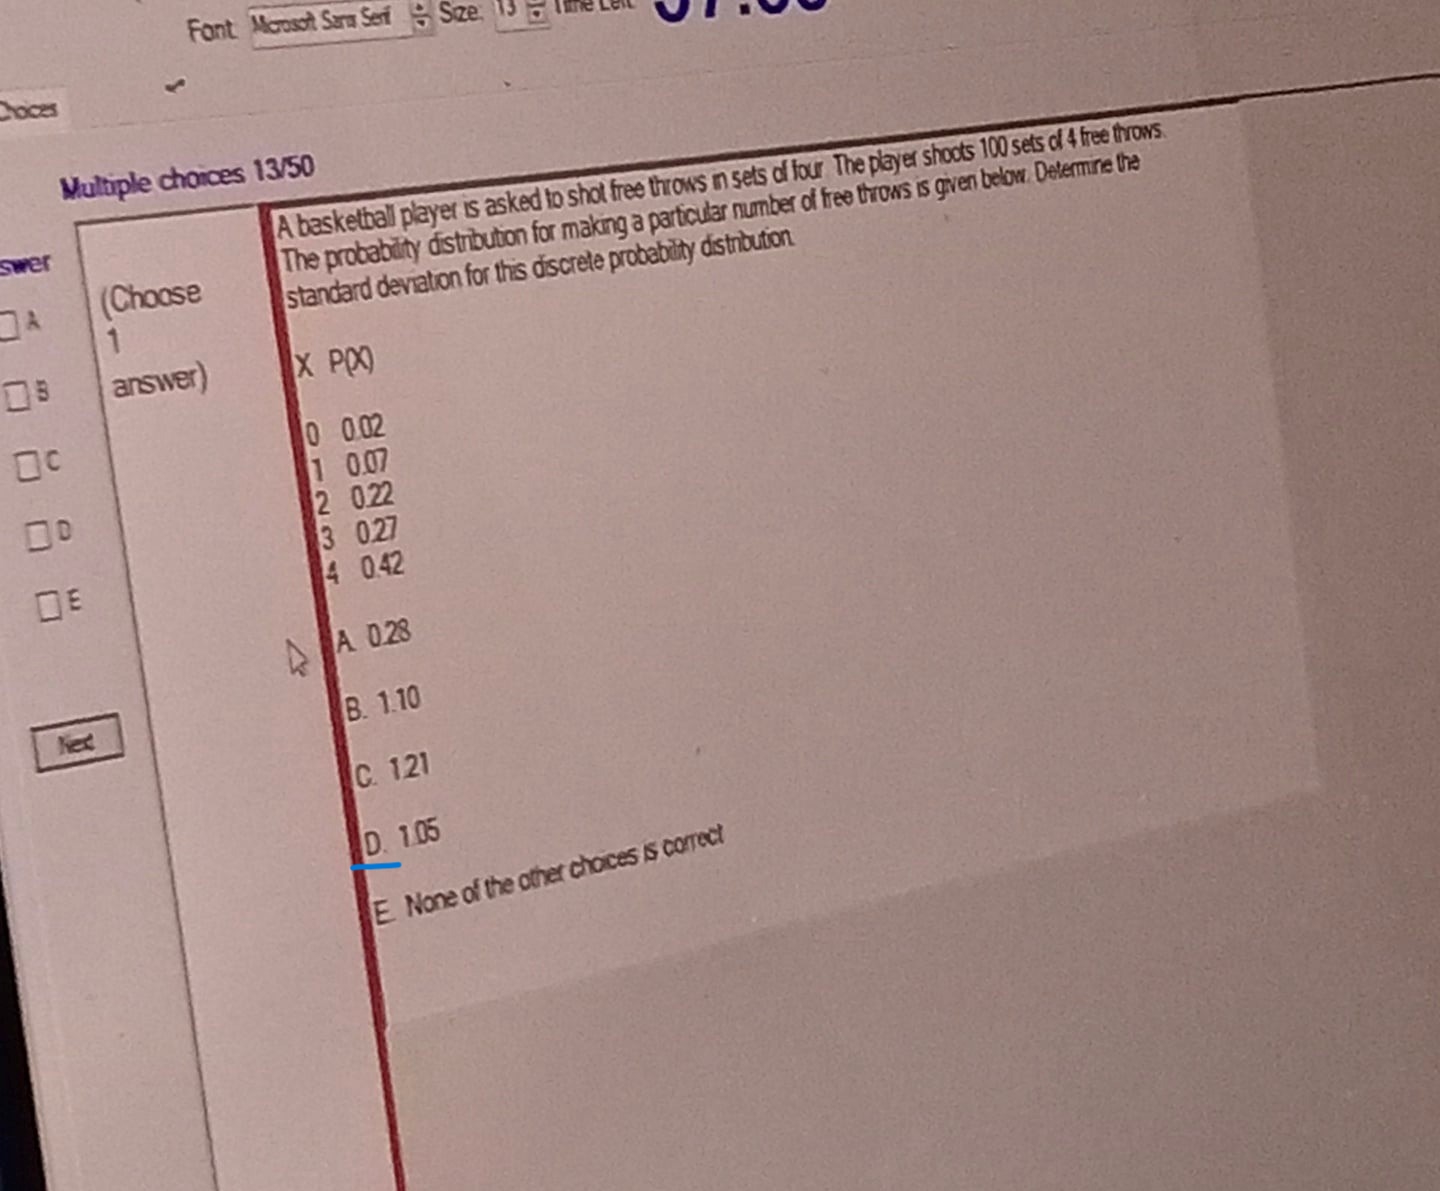 Font: Microsoft Sans Serif Size: 13 Time Left:
Choices
Multiple choices 13/50
swer
A
B
C
D
E
Next
(Choose
1
answer)
A basketball player is asked to shot free throws in sets of four. The player shoots 100 sets of 4 free throws.
The probability distribution for making a particular number of free throws is given below. Determine the
standard deviation for this discrete probability distribution.
X P(X)
0 0.02
1 0.07
2 0.22
3 0.27
4 0.42
A. 0.28
B. 1.10
C. 1.21
D. 1.05
E. None of the other choices is correct